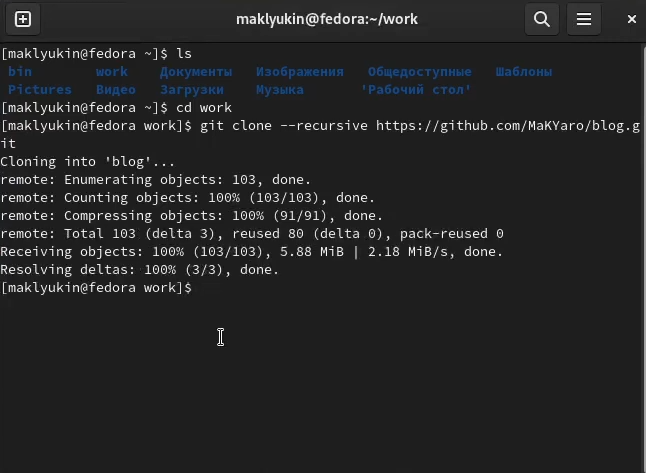 maklyukin@fedora:~/work
[maklyukin@fedora ~]$ ls
bin work Документы Изображения Общедоступные Шаблоны
Pictures Видео Загрузки Музыка 'Рабочий стол'
[maklyukin@fedora ~]$ cd work
[maklyukin@fedora work]$ git clone --recursive https://github.com/MaKYaro/blog.g
it
Cloning into 'blog'...
remote: Enumerating objects: 103, done.
remote: Counting objects: 100% (103/103), done.
remote: Compressing objects: 100% (91/91), done.
remote: Total 103 (delta 3), reused 80 (delta 0), pack-reused 0
Receiving objects: 100% (103/103), 5.88 MiB | 2.18 MiB/s, done.
Resolving deltas: 100% (3/3), done.
[maklyukin@fedora work]$